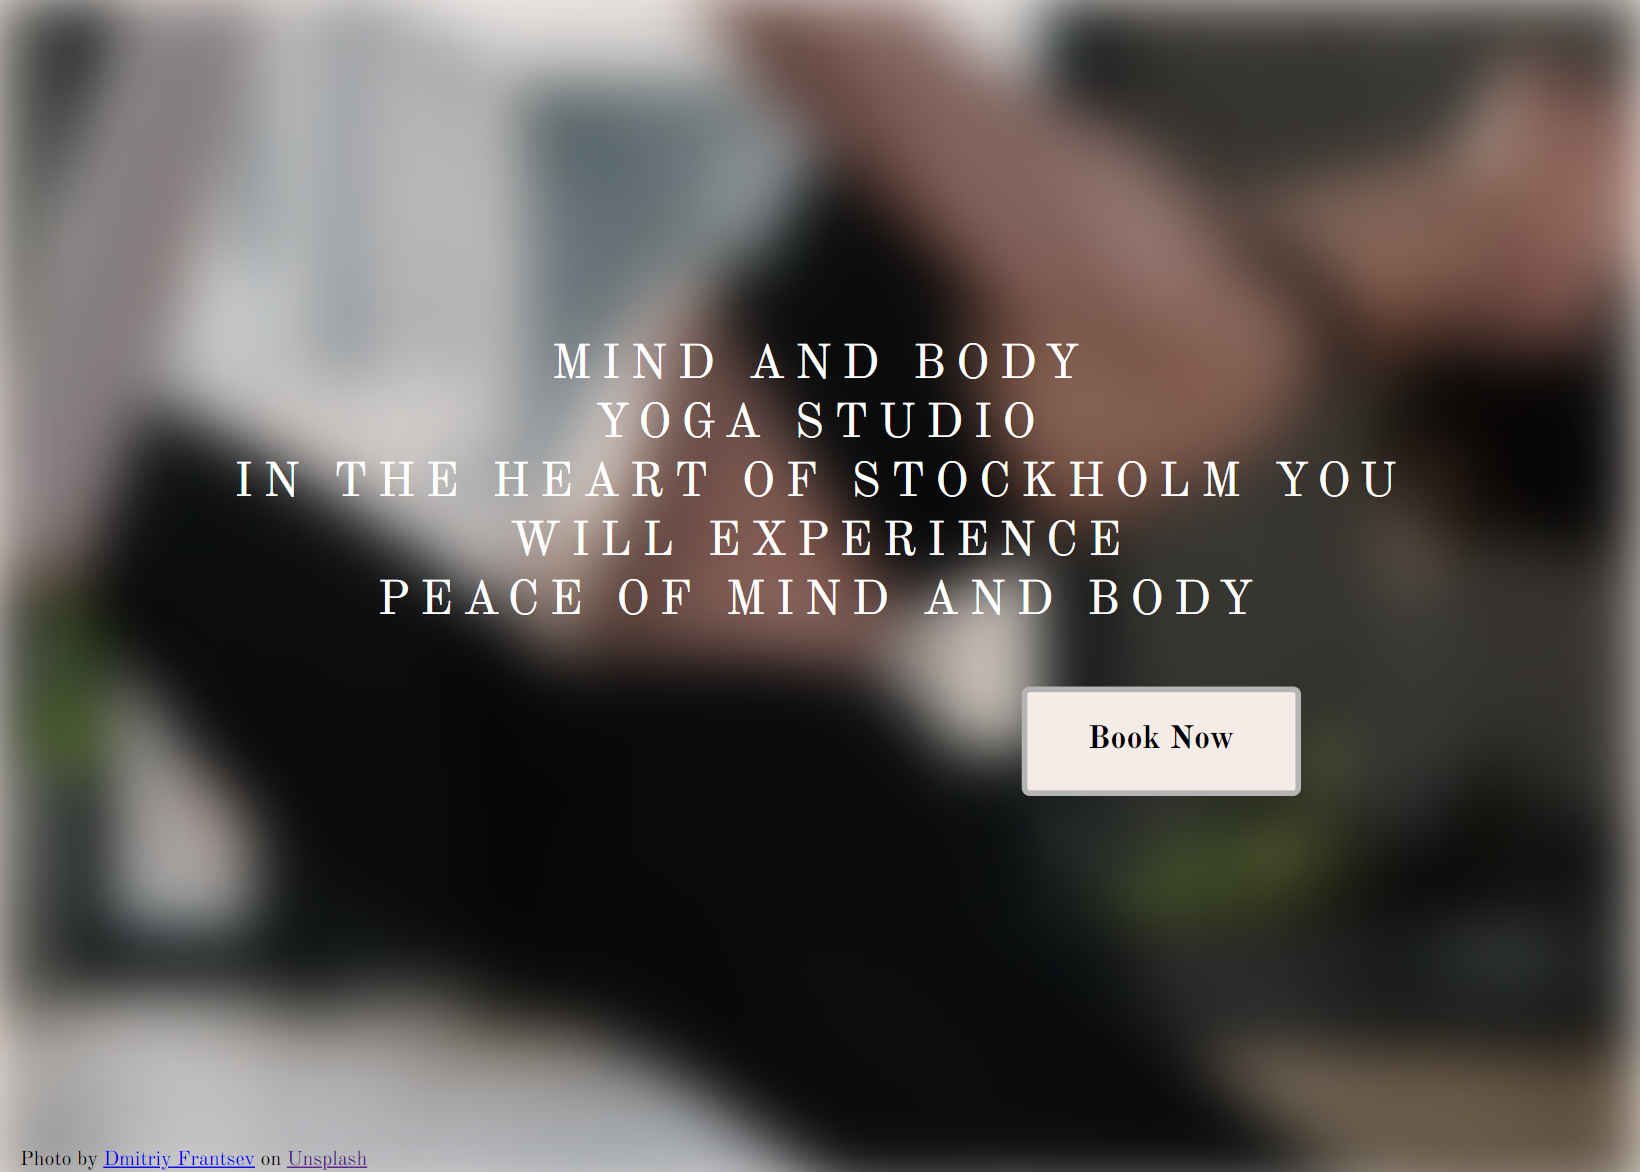 MIND AND BODY
YOGA STUDIO
IN THE HEART OF STOCKHOLM YOU
WILL EXPERIENCE
PEACE OF MIND AND BODY
Book Now
Photo by Dmitriy Frantsev on Unsplash